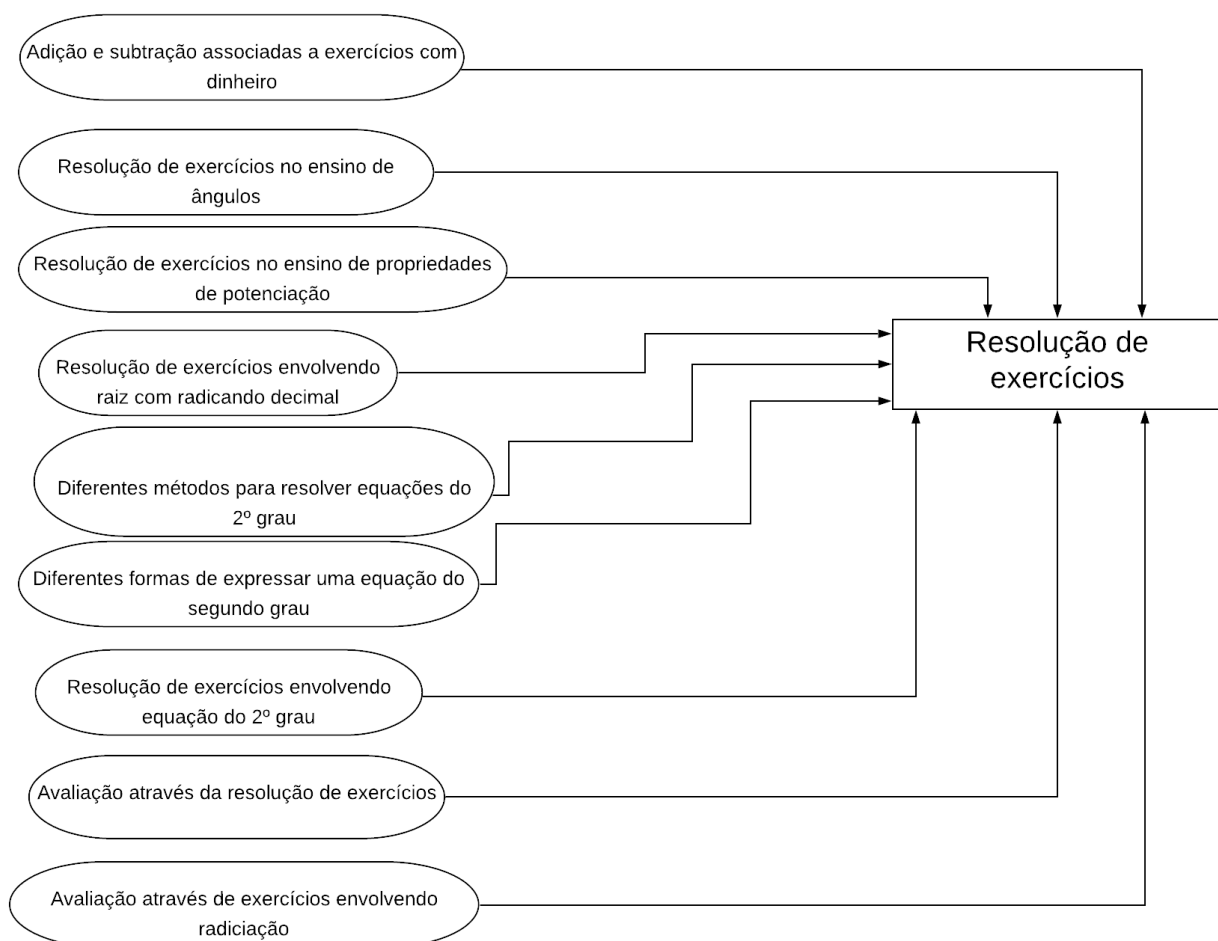 Adição e subtração associadas a exercícios com
dinheiro
Resolução de exercícios no ensino de
ângulos
Resolução de exercícios no ensino de propriedades
de potenciação
Resolução de exercícios envolvendo
raiz com radicando decimal
Diferentes métodos para resolver equações do
2º grau
Diferentes formas de expressar uma equação do
segundo grau
Resolução de exercícios envolvendo
equação do 2º grau
Avaliação através da resolução de exercícios
Avaliação através de exercícios envolvendo
radiciação
Resolução de
exercícios